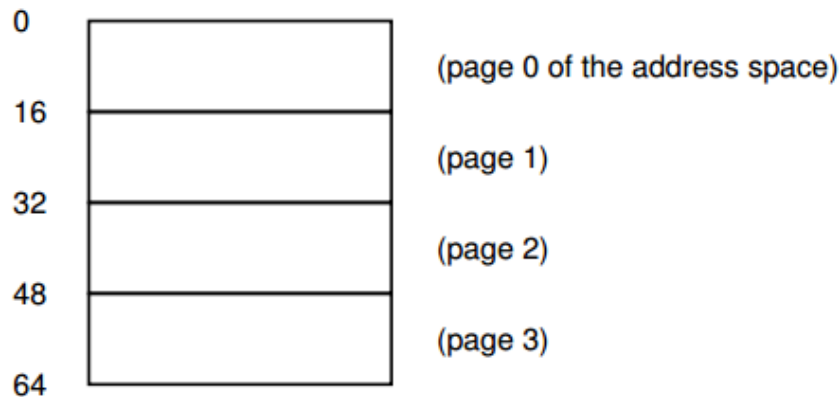 0
(page 0 of the address space)
16
(page 1)
32
(page 2)
48
(page 3)
64